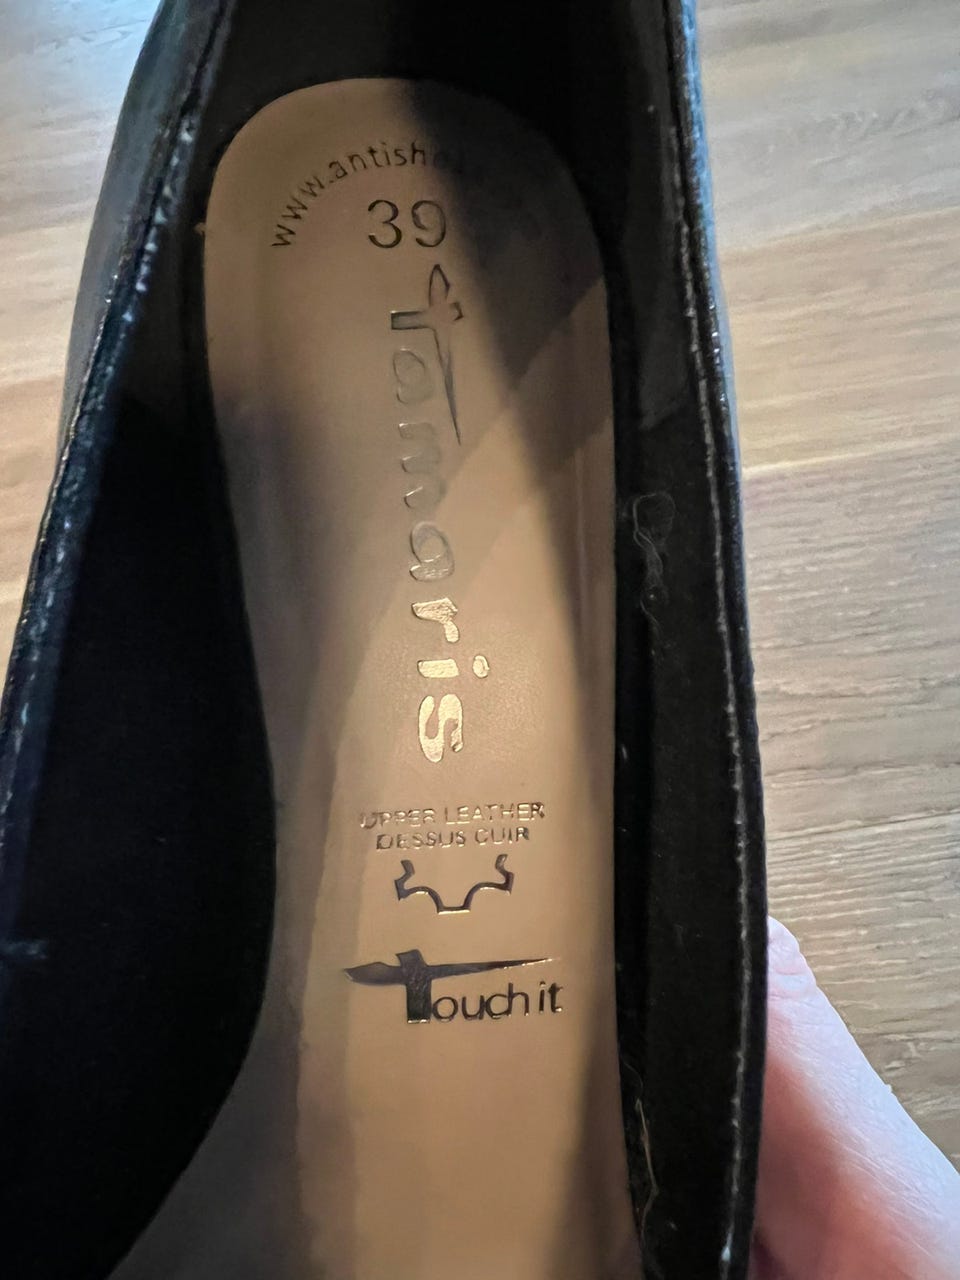 39
Tamaris
UPPER LEATHER
DESSUS CUIR
Touch it